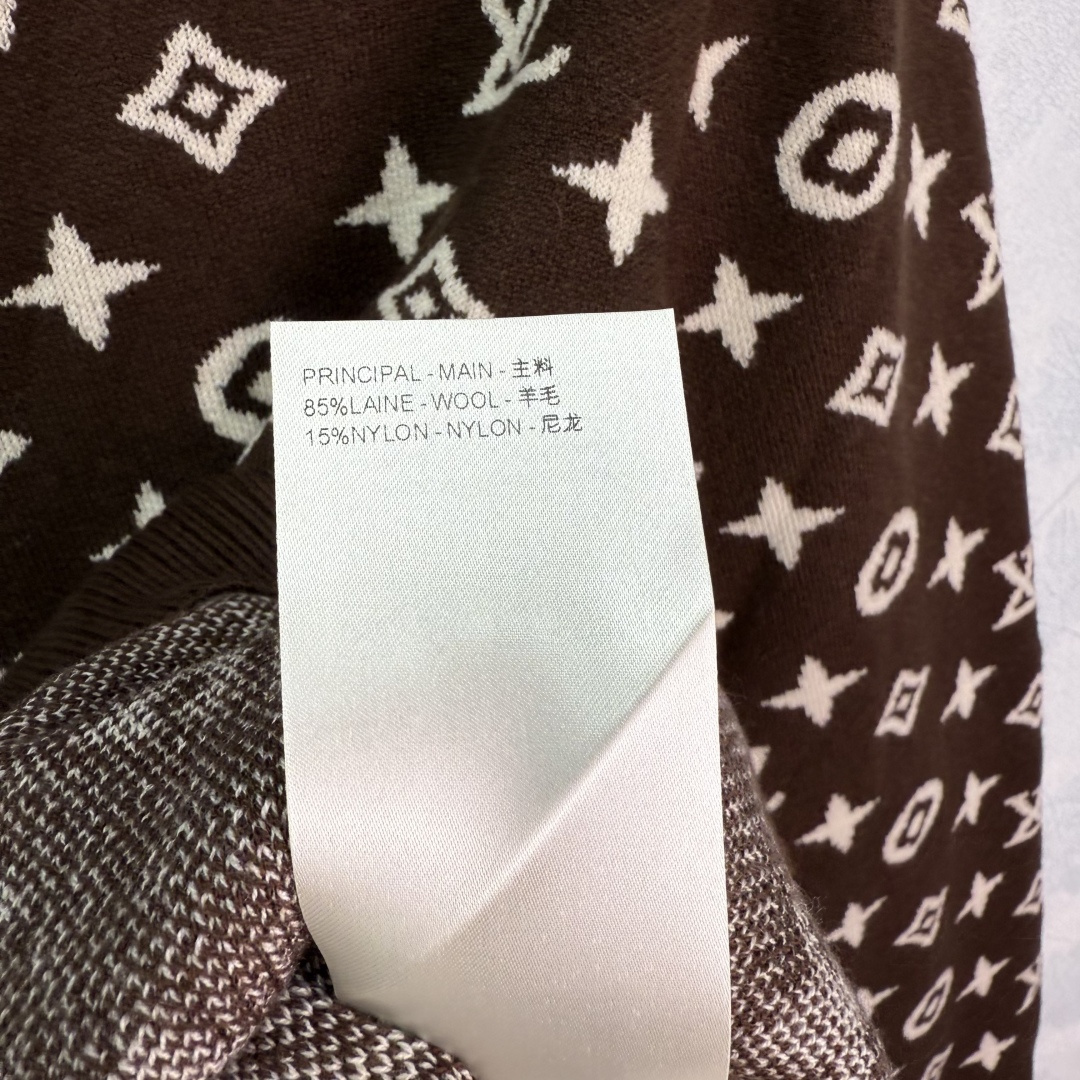 PRINCIPAL - MAIN - 主料
85%LAINE - WOOL - 羊毛
15%NYLON - NYLON - 尼龙